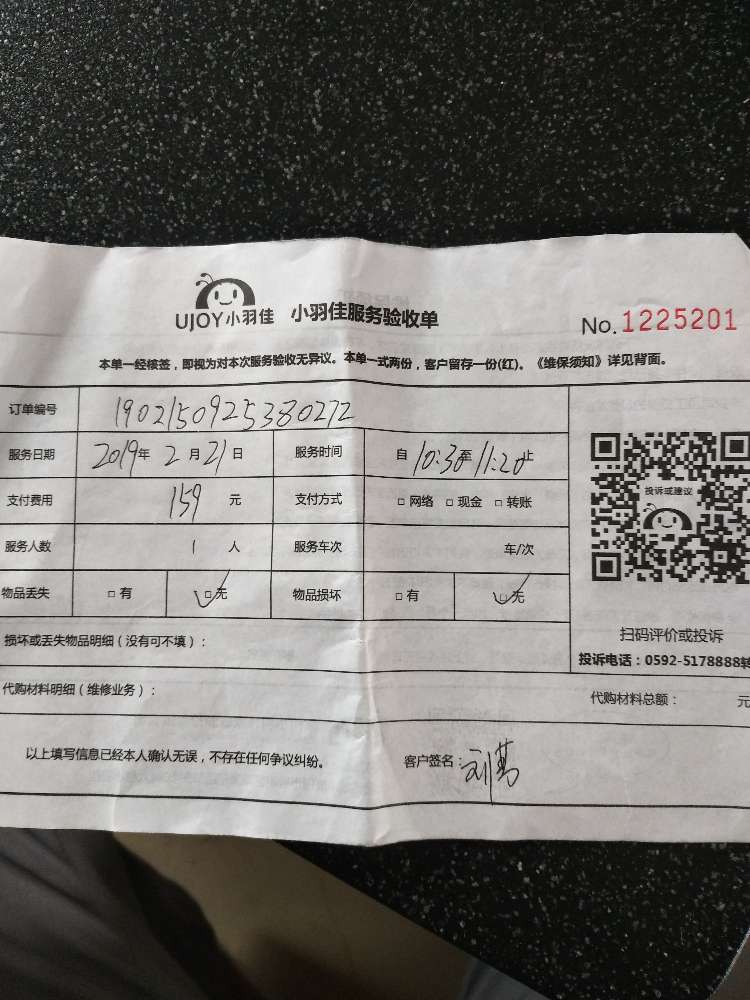 UJOY小羽佳 小羽佳服务验收单
No.1225201
本单一经核签，即视为对本次服务验收无异议。本单一式两份，客户留存一份(红)。《维保须知》详见背面。
订单编号 1902150925380272
服务日期 2019年 2月21日 服务时间 自10:30至11:20止
支付费用 159 元 支付方式 □网络 □现金 □转账
投诉或建议
服务人数 1 人 服务车次 车/次
物品丢失 □有 □无 物品损坏 □有 □无
扫码评价或投诉
损坏或丢失物品明细（没有可不填）：
投诉电话：0592-5178888转
代购材料明细（维修业务）： 代购材料总额： 元
以上填写信息已经本人确认无误，不存在任何争议纠纷。 客户签名：刘